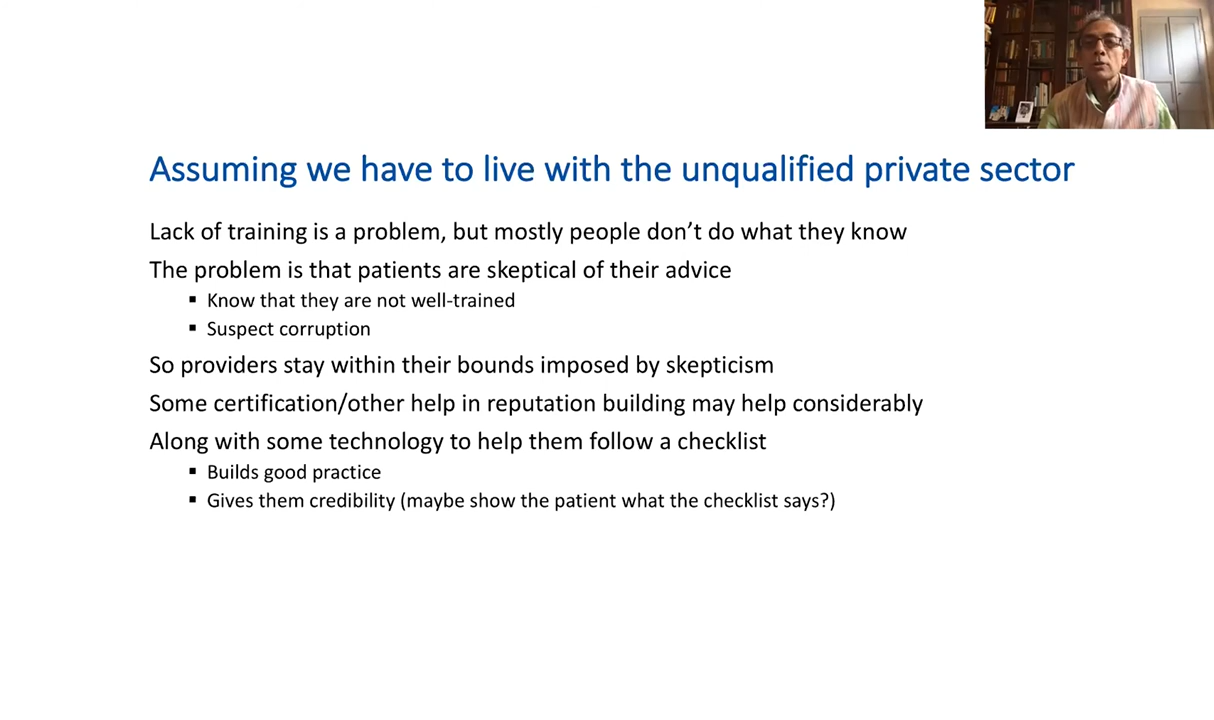 Assuming we have to live with the unqualified private sector
Lack of training is a problem, but mostly people don’t do what they know
The problem is that patients are skeptical of their advice
▪ Know that they are not well-trained
▪ Suspect corruption
So providers stay within their bounds imposed by skepticism
Some certification/other help in reputation building may help considerably
Along with some technology to help them follow a checklist
▪ Builds good practice
▪ Gives them credibility (maybe show the patient what the checklist says?)